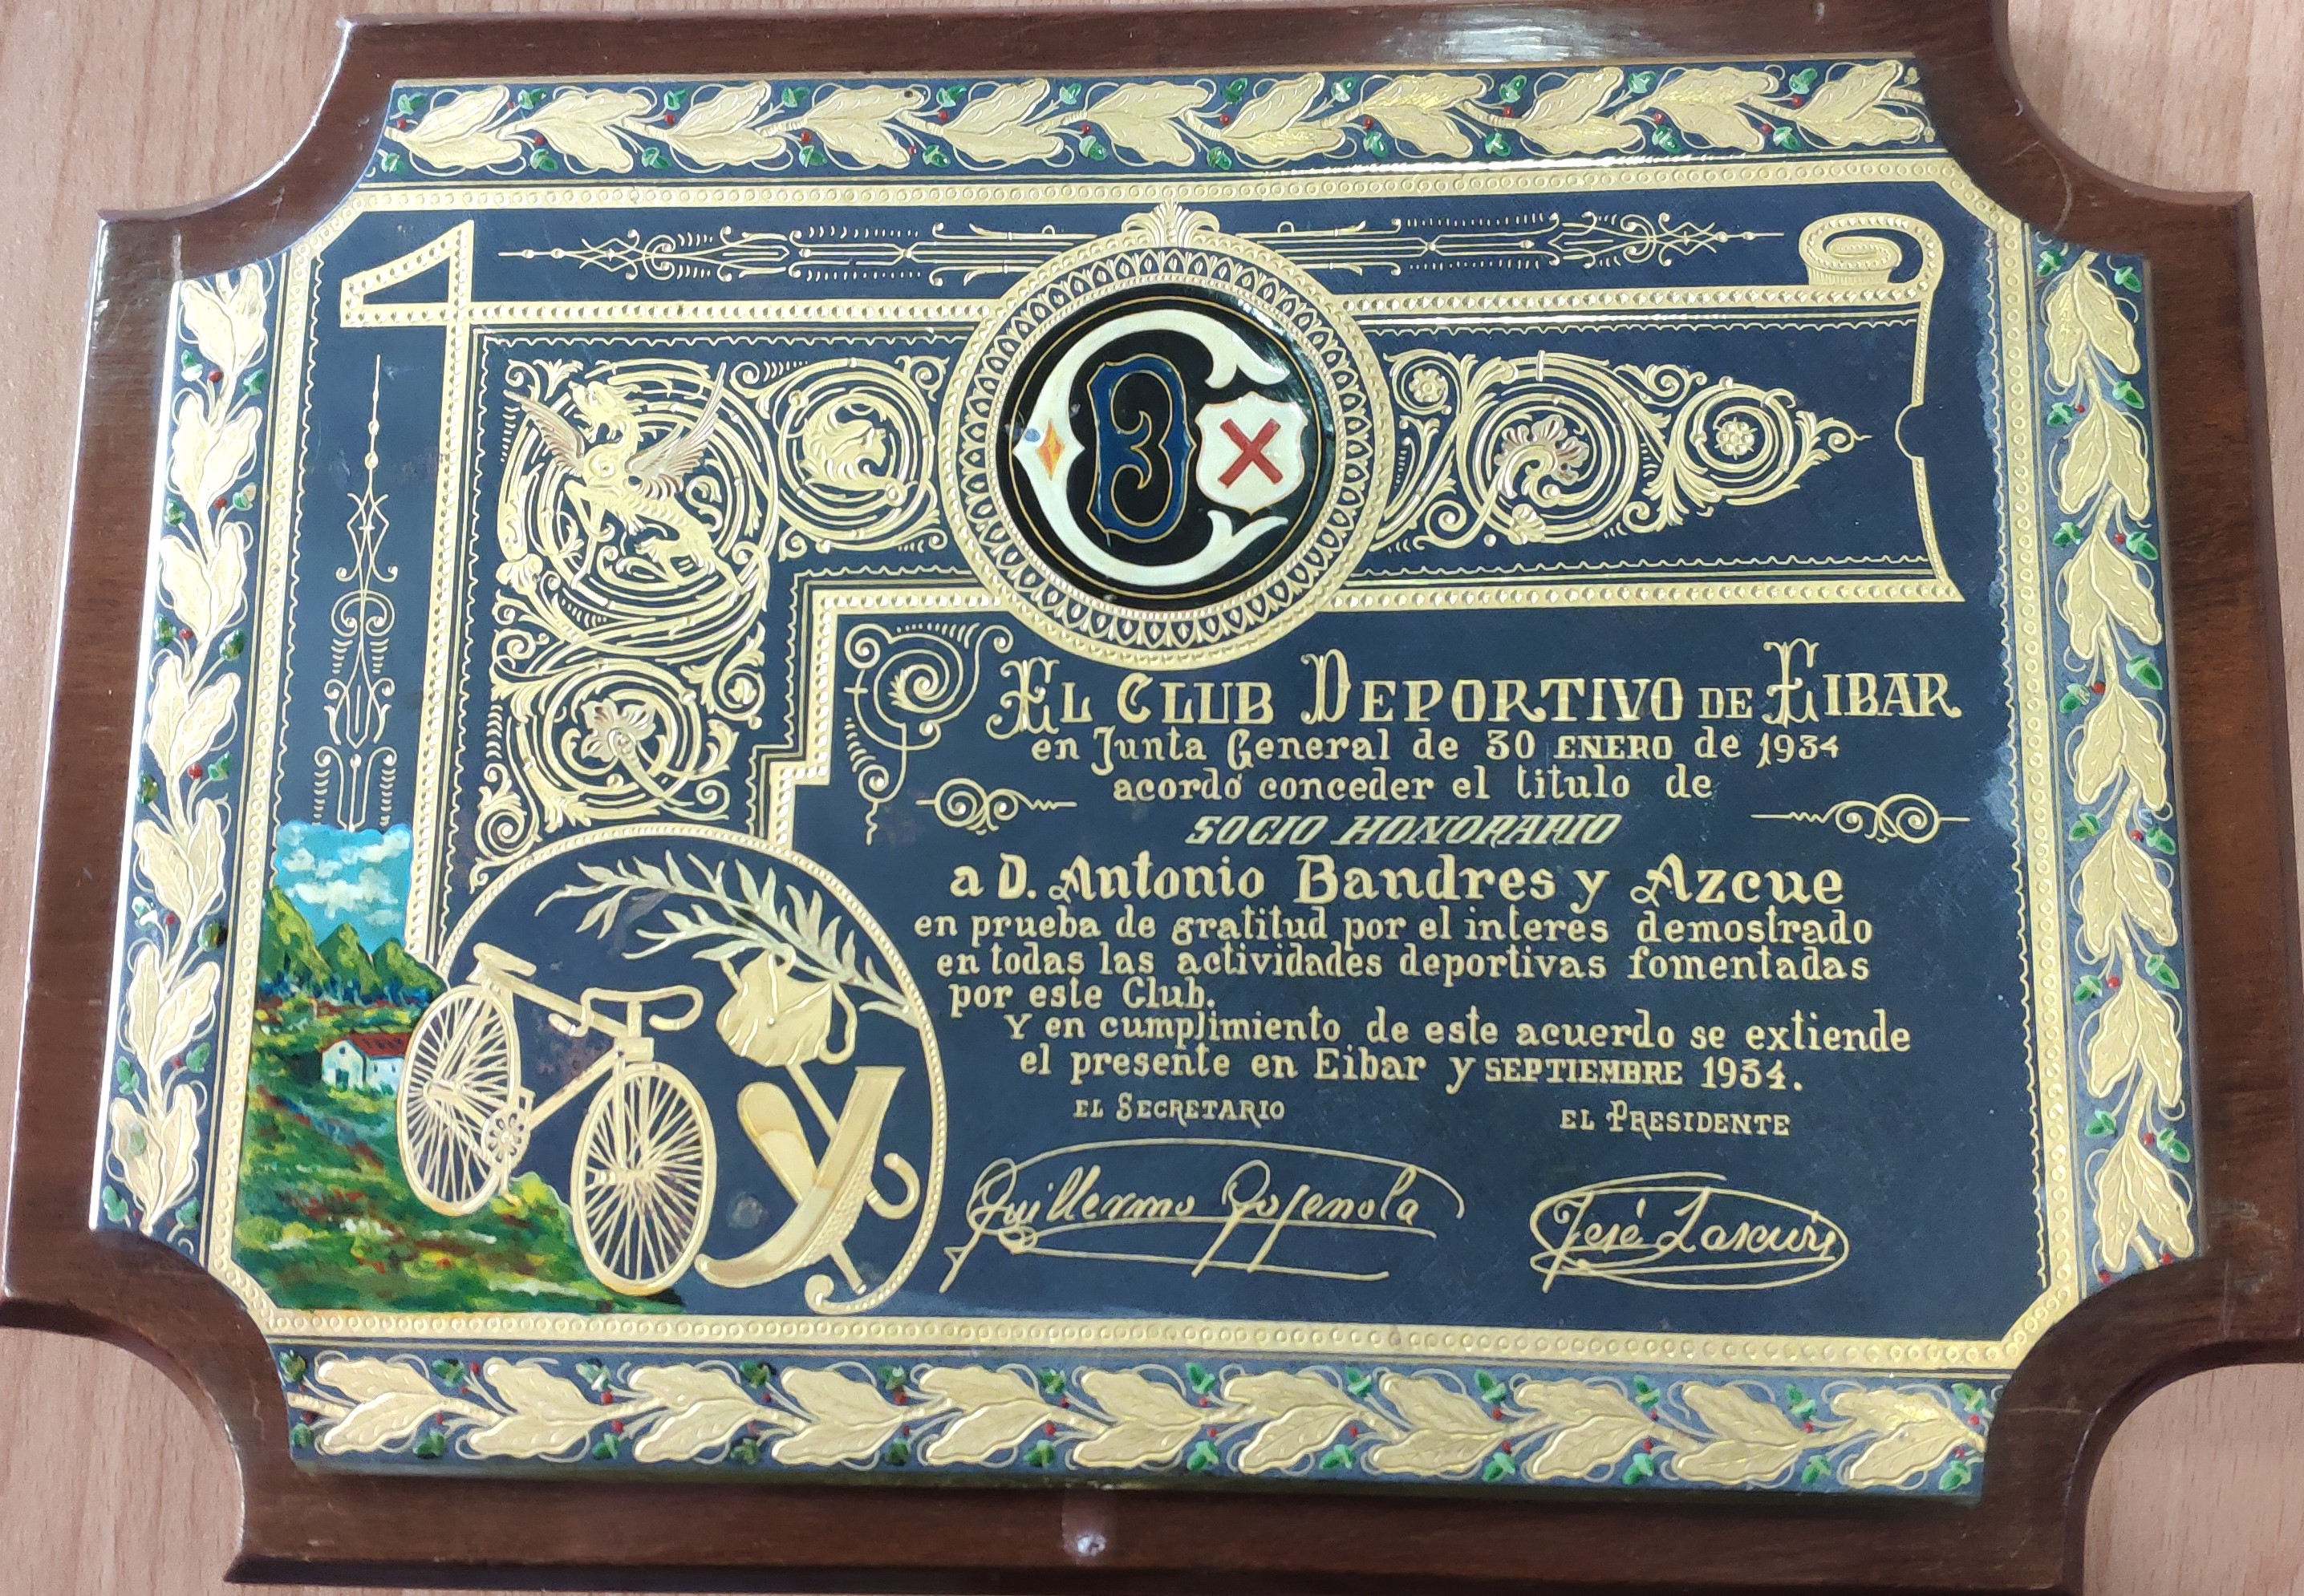 EL CLUB DEPORTIVO DE EIBAR
en Junta General de 30 ENERO de 1934
acordó conceder el titulo de
SOCIO HONORARIO
a D. Antonio Bandres y Azcue
en prueba de gratitud por el interes demostrado
en todas las actividades deportivas fomentadas
por este Club.
Y en cumplimiento de este acuerdo se extiende
el presente en Eibar y SEPTIEMBRE 1934.
EL SECRETARIO EL PRESIDENTE
Guillermo
José